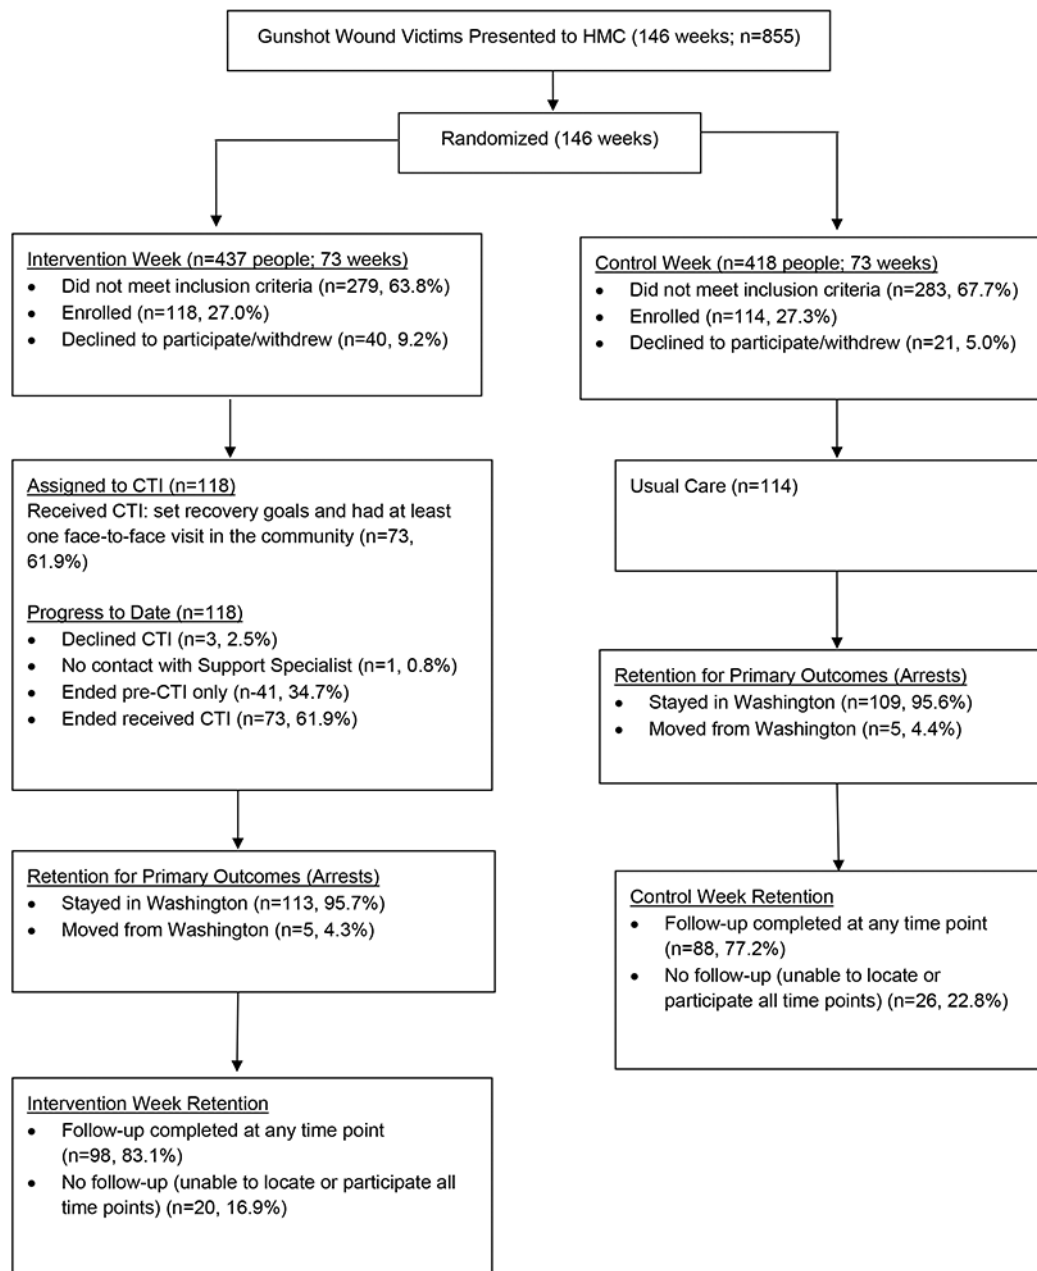 Gunshot Wound Victims Presented to HMC (146 weeks; n=855)
Randomized (146 weeks)
Intervention Week (n=437 people; 73 weeks)
• Did not meet inclusion criteria (n=279, 63.8%)
• Enrolled (n=118, 27.0%)
• Declined to participate/withdrew (n=40, 9.2%)
Control Week (n=418 people; 73 weeks)
• Did not meet inclusion criteria (n=283, 67.7%)
• Enrolled (n=114, 27.3%)
• Declined to participate/withdrew (n=21, 5.0%)
Assigned to CTI (n=118)
Received CTI: set recovery goals and had at least
one face-to-face visit in the community (n=73,
61.9%)
Progress to Date (n=118)
• Declined CTI (n=3, 2.5%)
• No contact with Support Specialist (n=1, 0.8%)
• Ended pre-CTI only (n-41, 34.7%)
• Ended received CTI (n=73, 61.9%)
Usual Care (n=114)
Retention for Primary Outcomes (Arrests)
• Stayed in Washington (n=109, 95.6%)
• Moved from Washington (n=5, 4.4%)
Retention for Primary Outcomes (Arrests)
• Stayed in Washington (n=113, 95.7%)
• Moved from Washington (n=5, 4.3%)
Control Week Retention
• Follow-up completed at any time point
(n=88, 77.2%)
• No follow-up (unable to locate or
participate all time points) (n=26, 22.8%)
Intervention Week Retention
• Follow-up completed at any time point
(n=98, 83.1%)
• No follow-up (unable to locate or participate all
time points) (n=20, 16.9%)